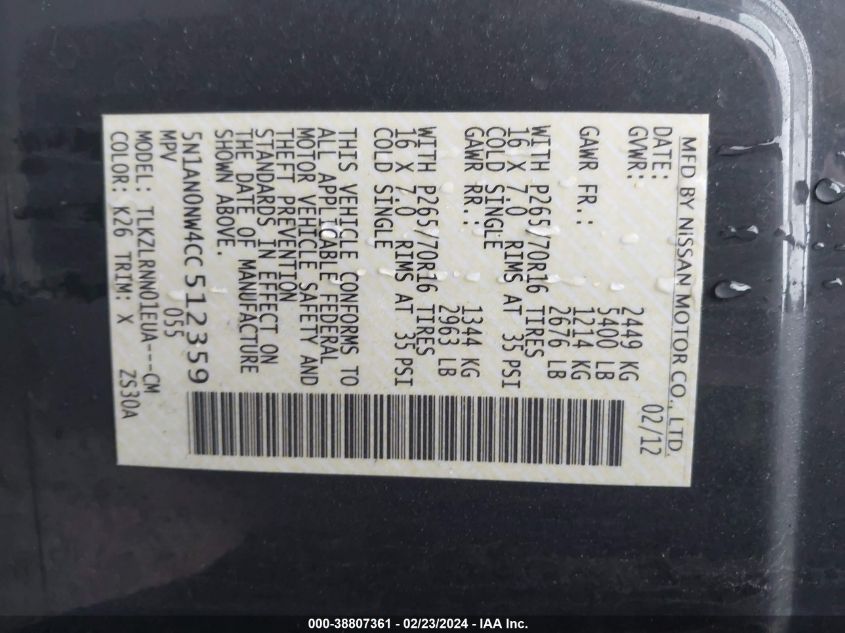 MFD BY NISSAN MOTOR CO., LTD.
DATE: 02/12
GVWR: 2449 KG
5400 LB
GAWR FR.: 1214 KG
2676 LB
WITH P265/70R16 TIRES
16 X 7.0 RIMS AT 35 PSI
COLD SINGLE
GAWR RR.: 1344 KG
2963 LB
WITH P265/70R16 TIRES
16 X 7.0 RIMS AT 35 PSI
COLD SINGLE
THIS VEHICLE CONFORMS TO
ALL APPLICABLE FEDERAL
MOTOR VEHICLE SAFETY AND
THEFT PREVENTION
STANDARDS IN EFFECT ON
THE DATE OF MANUFACTURE
SHOWN ABOVE.
5N1AN0NW4CC512359
MPV 055
MODEL: TLKZLRNN01EUA---CM
COLOR: K26 TRIM: X ZS30A
000-38807361 - 02/23/2024 - IAA Inc.